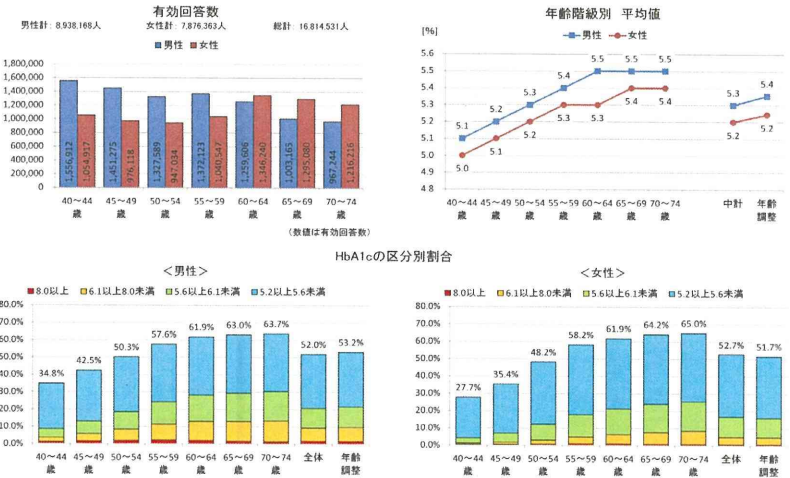 有効回答数
男性計：8,938,168人 女性計：7,876,363人 総計：16,814,531人
男性 女性
1,800,000
1,600,000
1,400,000
1,200,000
1,000,000
800,000
600,000
400,000
200,000
0
1,556,912 1,054,917 1,451,275 976,118 1,327,589 947,034 1,372,123 1,040,547 1,259,606 1,346,240 1,003,165 1,295,080 967,244 1,216,216
40～44 45～49 50～54 55～59 60～64 65～69 70～74
歳 歳 歳 歳 歳 歳 歳
（数値は有効回答数）
年齢階級別 平均値
[%]
男性 女性
5.6
5.5
5.4
5.3
5.2
5.1
5.0
4.9
4.8
5.1 5.2 5.3 5.4 5.5 5.5 5.5 5.3 5.4
5.0 5.1 5.2 5.3 5.3 5.4 5.4 5.2 5.2
40～44 45～49 50～54 55～59 60～64 65～69 70～74 中計 年齢
歳 歳 歳 歳 歳 歳 歳 調整
HbA1cの区分別割合
＜男性＞
8.0以上 6.1以上8.0未満 5.6以上6.1未満 5.2以上5.6未満
80.0%
70.0%
60.0%
50.0%
40.0%
30.0%
20.0%
10.0%
0.0%
34.8% 42.5% 50.3% 57.6% 61.9% 63.0% 63.7% 52.0% 53.2%
40～44 45～49 50～54 55～59 60～64 65～69 70～74 全体 年齢
歳 歳 歳 歳 歳 歳 歳 調整
＜女性＞
8.0以上 6.1以上8.0未満 5.6以上6.1未満 5.2以上5.6未満
80.0%
70.0%
60.0%
50.0%
40.0%
30.0%
20.0%
10.0%
0.0%
27.7% 35.4% 48.2% 58.2% 61.9% 64.2% 65.0% 52.7% 51.7%
40～44 45～49 50～54 55～59 60～64 65～69 70～74 全体 年齢
歳 歳 歳 歳 歳 歳 歳 調整